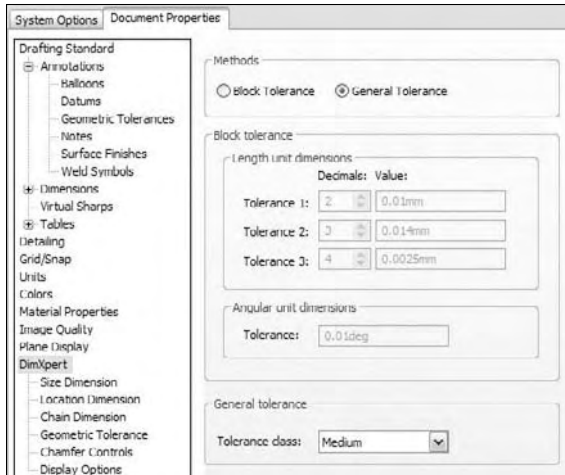 System Options
Document Properties
Drafting Standard
Annotations
Balloons
Datums
Geometric Tolerances
Notes
Surface Finishes
Weld Symbols
Dimensions
Virtual Sharps
Tables
Detailing
Grid/Snap
Units
Colors
Material Properties
Image Quality
Plane Display
DimXpert
Size Dimension
Location Dimension
Chain Dimension
Geometric Tolerance
Chamfer Controls
Display Options
Methods
Block Tolerance
General Tolerance
Block tolerance
Length unit dimensions
Decimals: Value:
Tolerance 1: 2 0.01mm
Tolerance 2: 3 0.014mm
Tolerance 3: 4 0.0025mm
Angular unit dimensions
Tolerance: 0.01deg
General tolerance
Tolerance class: Medium